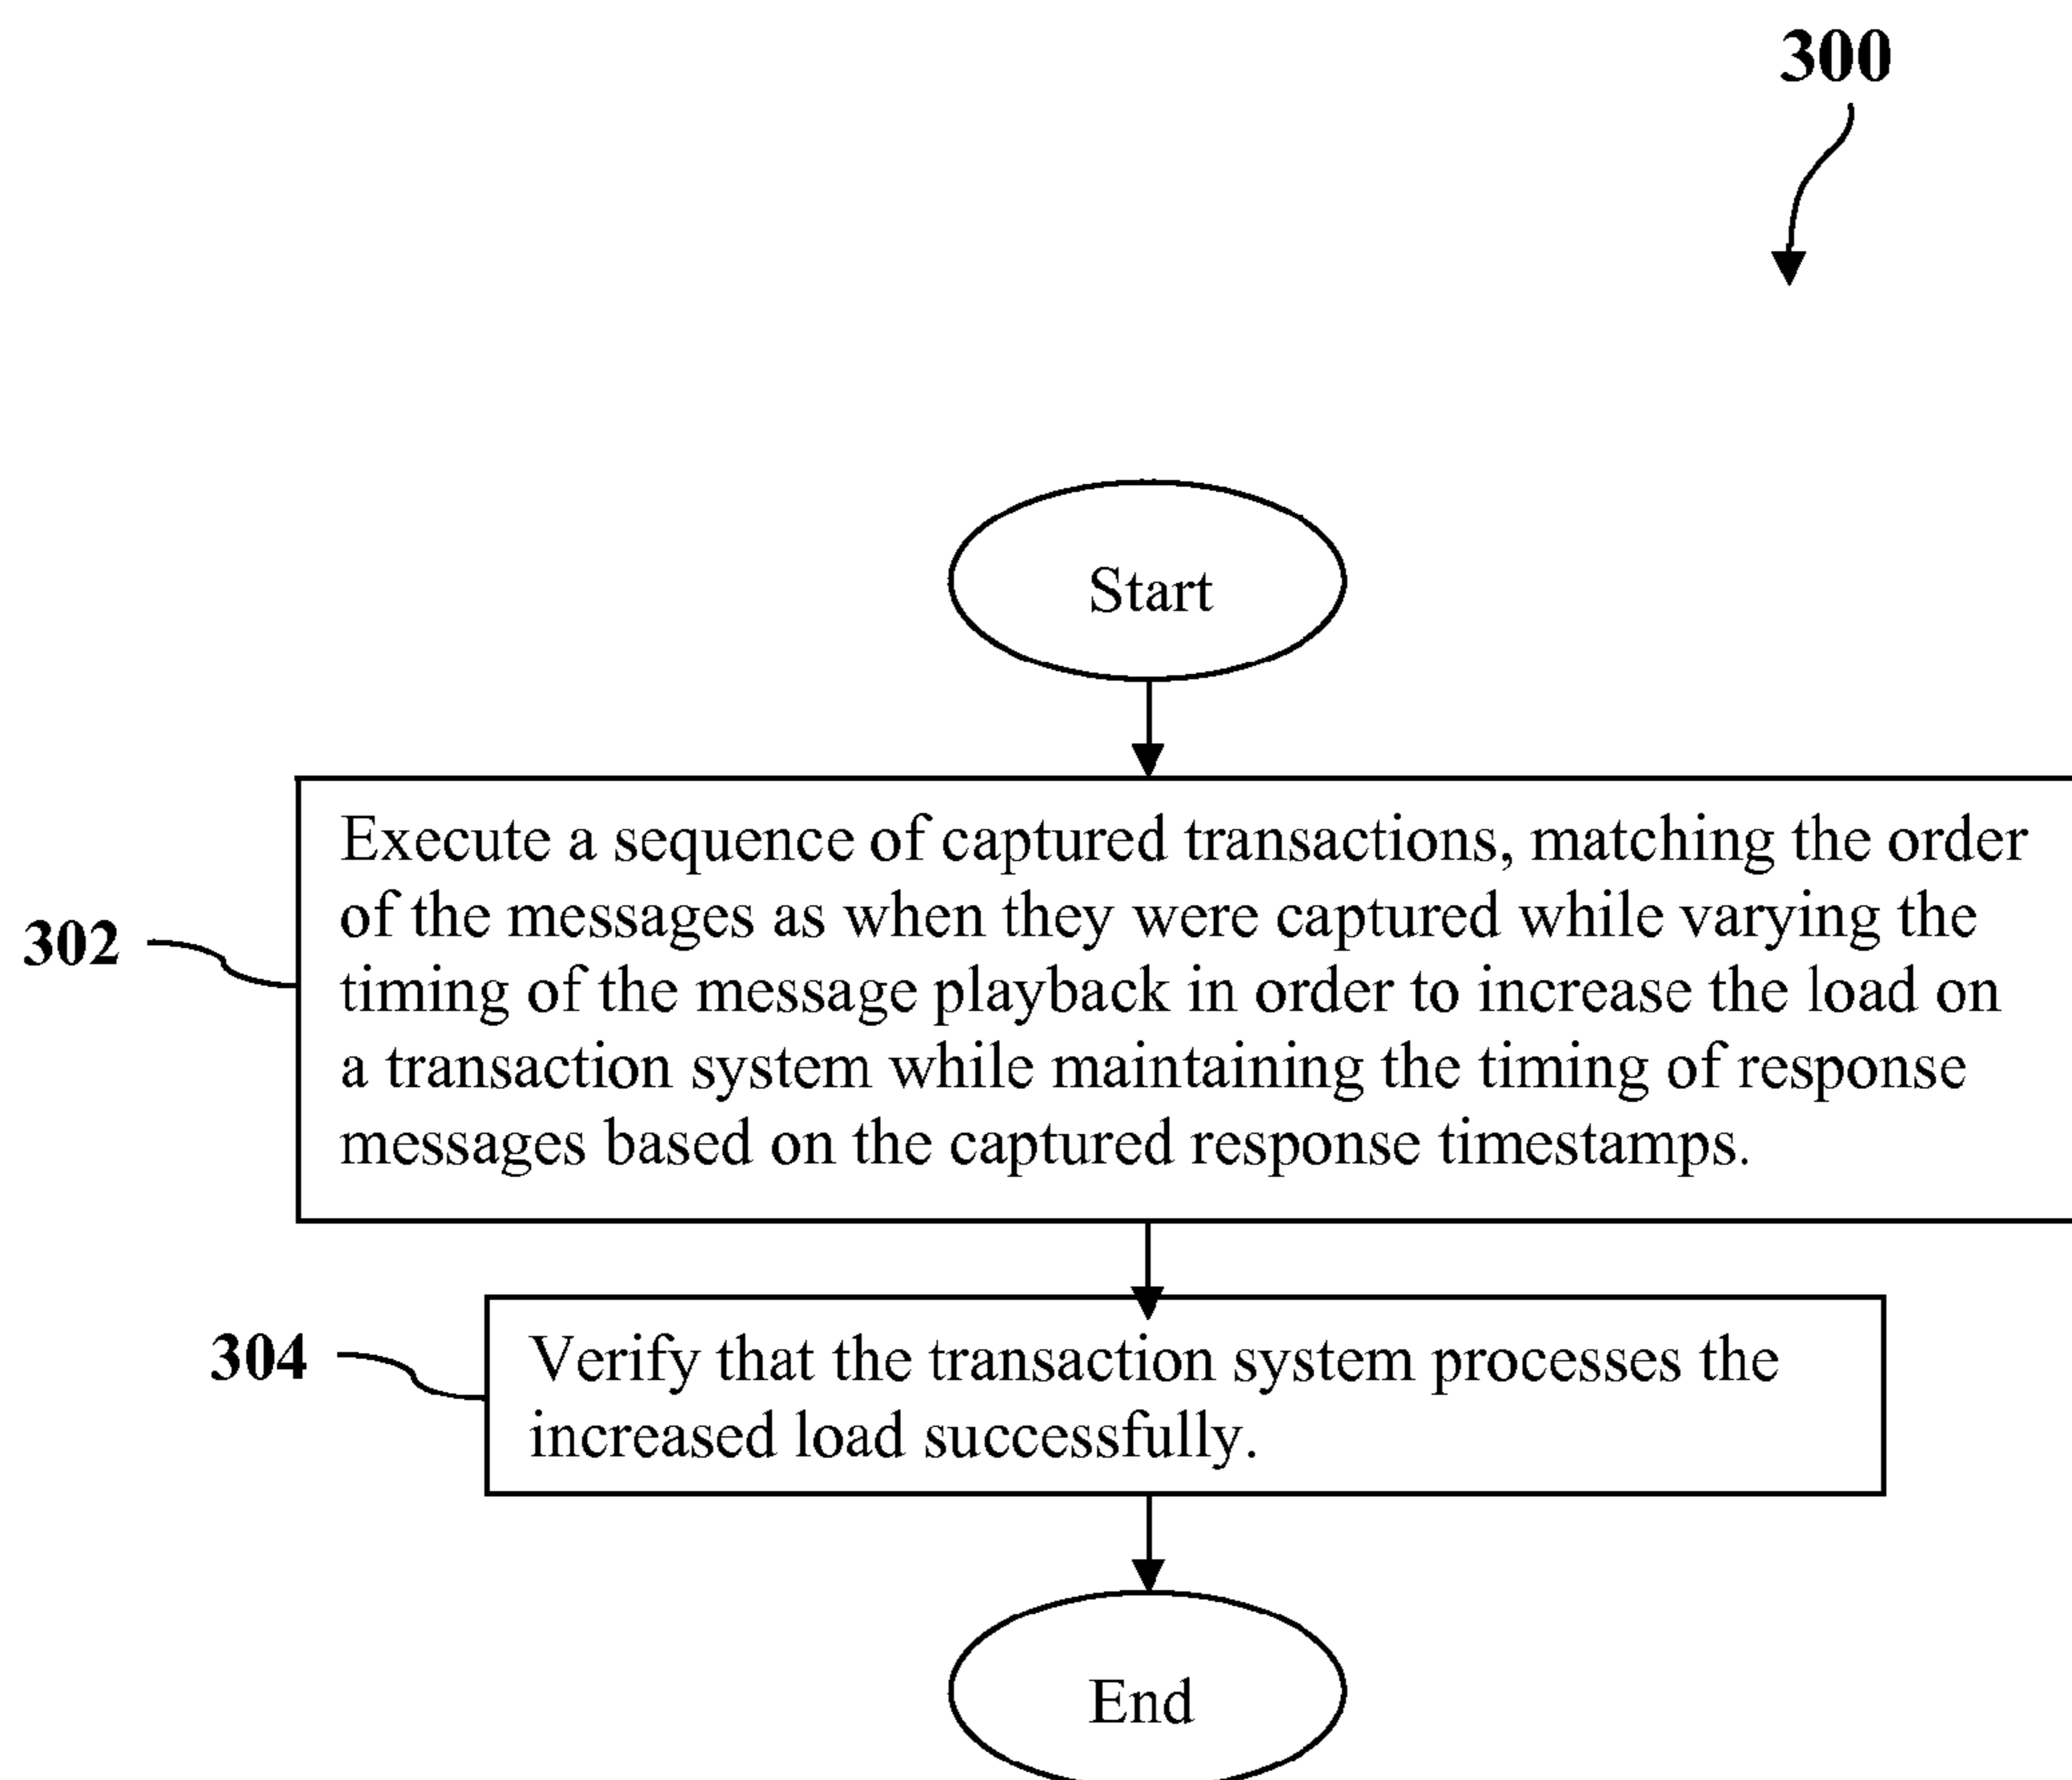 300
Start
302
Execute a sequence of captured transactions, matching the order
of the messages as when they were captured while varying the
timing of the message playback in order to increase the load on
a transaction system while maintaining the timing of response
messages based on the captured response timestamps.
304
Verify that the transaction system processes the
increased load successfully.
End